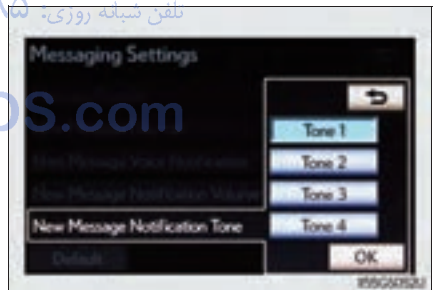 تلفن شبانه روزی:
Messaging Settings
S.com
Tone 1
New Message Voice Notification
Tone 2
New Message Notification Volume
Tone 3
New Message Notification Tone
Tone 4
Default
OK